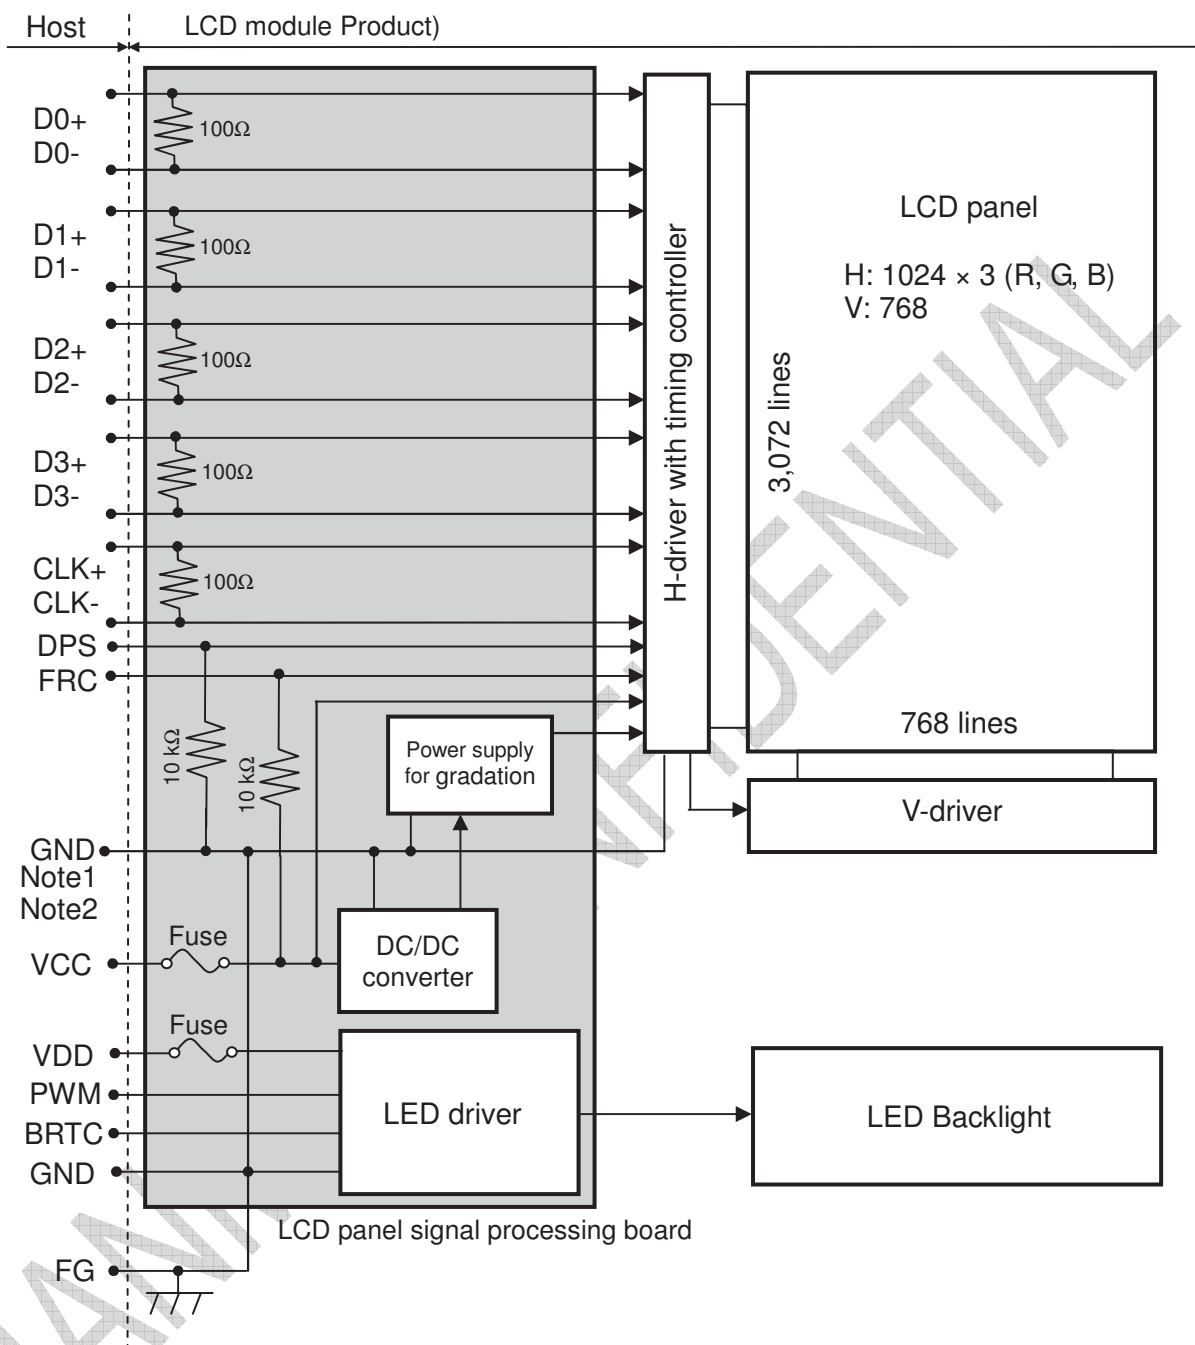 Host
LCD module Product)
D0+
D0-
100Ω
D1+
D1-
100Ω
D2+
D2-
100Ω
D3+
D3-
100Ω
CLK+
CLK-
100Ω
DPS
FRC
10 kΩ
10 kΩ
Power supply
for gradation
GND
Note1
Note2
Fuse
VCC
DC/DC
converter
Fuse
VDD
PWM
BRTC
GND
LED driver
LCD panel signal processing board
FG
H-driver with timing controller
LCD panel
H: 1024 × 3 (R, G, B)
V: 768
3,072 lines
768 lines
V-driver
LED Backlight